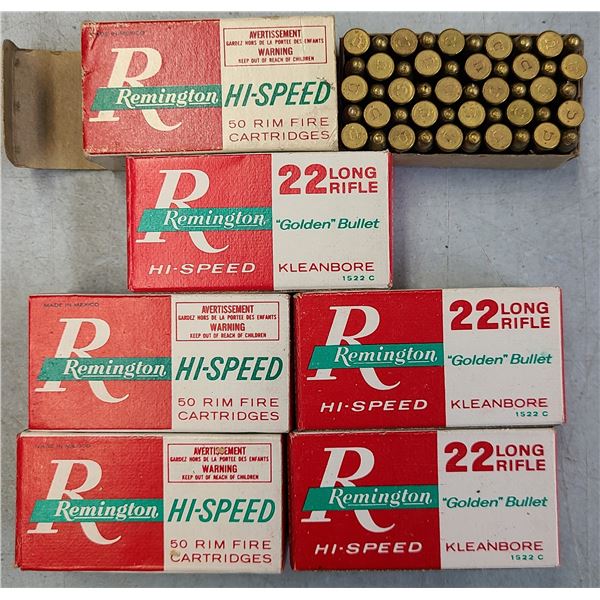 MADE IN MEXICO
AVERTISSEMENT
GARDEZ HORS DE LA PORTEE DES ENFANTS
WARNING
KEEP OUT OF REACH OF CHILDREN
R
Remington
HI-SPEED
50 RIM FIRE
CARTRIDGES
R
Remington
HI-SPEED
22 LONG
RIFLE
"Golden" Bullet
KLEANBORE
1522 C
MADE IN MEXICO
AVERTISSEMENT
GARDEZ HORS DE LA PORTEE DES ENFANTS
WARNING
KEEP OUT OF REACH OF CHILDREN
R
Remington
HI-SPEED
50 RIM FIRE
CARTRIDGES
R
Remington
HI-SPEED
22 LONG
RIFLE
"Golden" Bullet
KLEANBORE
1522 C
MADE IN MEXICO
AVERTISSEMENT
GARDEZ HORS DE LA PORTEE DES ENFANTS
WARNING
KEEP OUT OF REACH OF CHILDREN
R
Remington
HI-SPEED
50 RIM FIRE
CARTRIDGES
R
Remington
HI-SPEED
22 LONG
RIFLE
"Golden" Bullet
KLEANBORE
1522 C